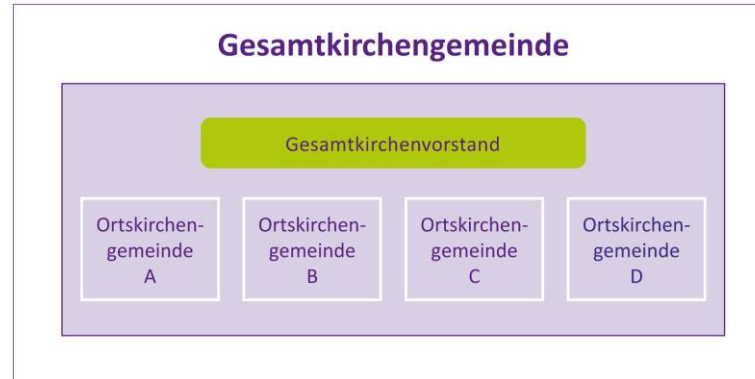 Gesamtkirchengemeinde
Gesamtkirchenvorstand
Ortskirchen-
gemeinde
A
Ortskirchen-
gemeinde
B
Ortskirchen-
gemeinde
C
Ortskirchen-
gemeinde
D